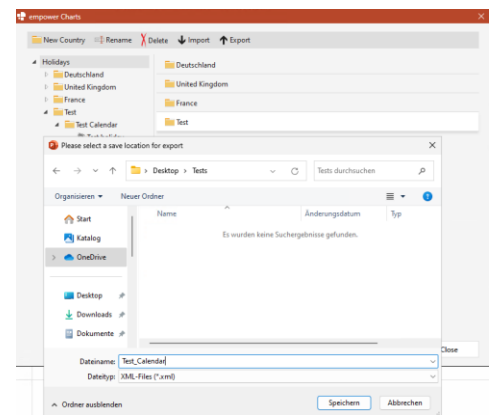 empower Charts
New Country Rename Delete Import Export
Holidays
Deutschland
United Kingdom
France
Test
Test Calendar
Test holiday
Deutschland
United Kingdom
France
Test
Please select a save location for export
Desktop > Tests
Tests durchsuchen
Organisieren Neuer Ordner
Name Änderungsdatum Typ
Es wurden keine Suchergebnisse gefunden.
Start
Katalog
OneDrive
Desktop
Downloads
Dokumente
Close
Dateiname: Test_Calendar
Dateityp: XML-Files (*.xml)
Ordner ausblenden
Speichern Abbrechen